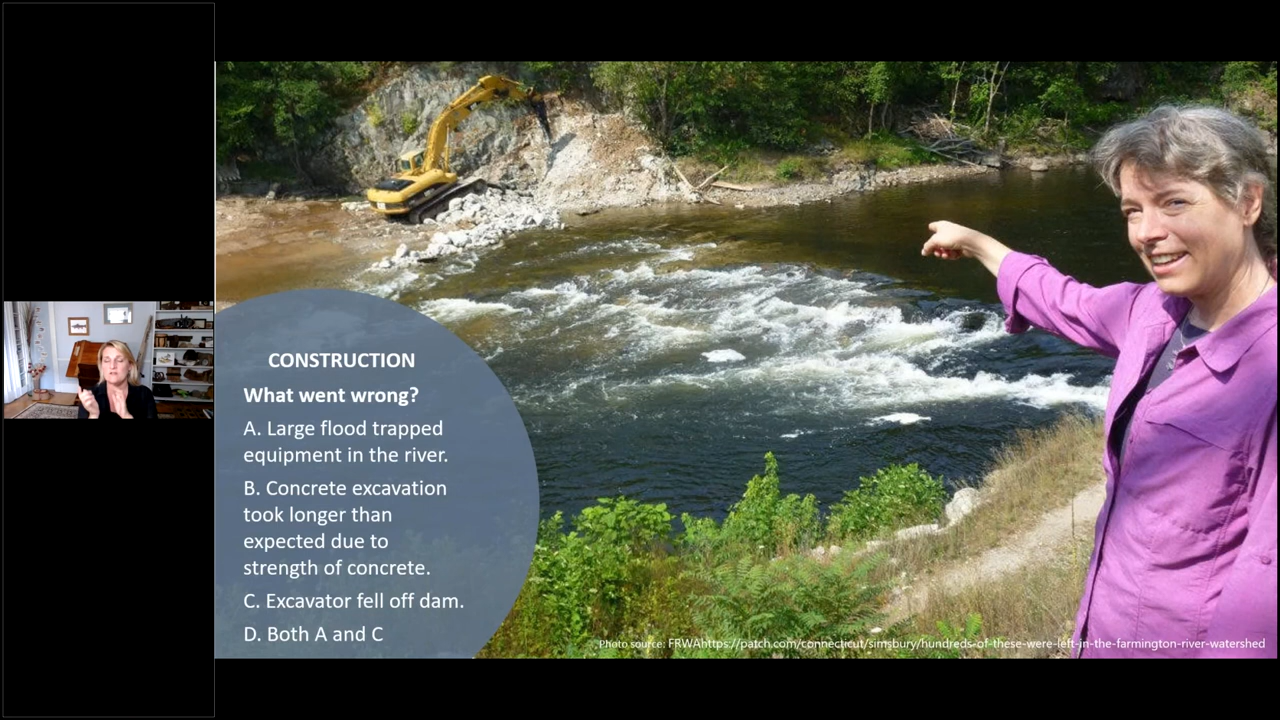 CONSTRUCTION
What went wrong?
A. Large flood trapped
equipment in the river.
B. Concrete excavation
took longer than
expected due to
strength of concrete.
C. Excavator fell off dam.
D. Both A and C
Photo source: FRWAhttps://patch.com/connecticut/simsbury/hundreds-of-these-were-left-in-the-farmington-river-watershed